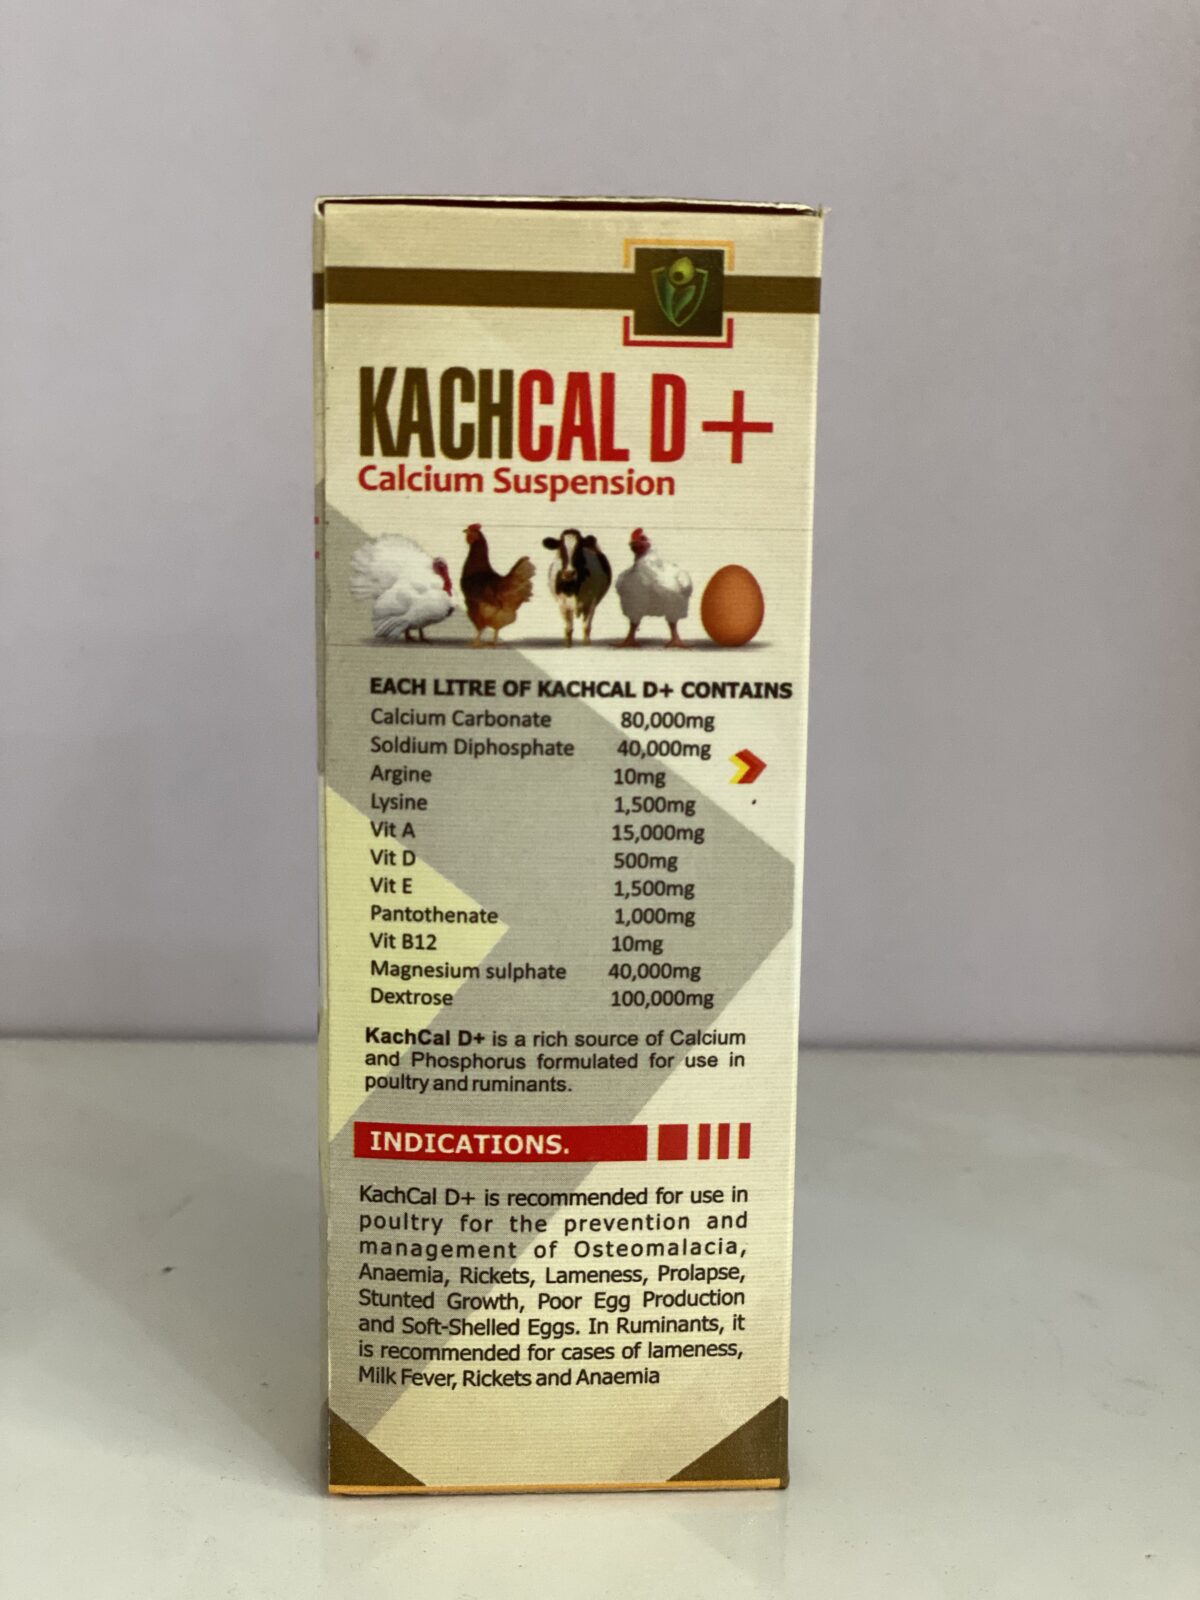 KACHCAL D +
Calcium Suspension
EACH LITRE OF KACHCAL D+ CONTAINS
Calcium Carbonate 80,000mg
Soldium Diphosphate 40,000mg
Argine 10mg
Lysine 1,500mg
Vit A 15,000mg
Vit D 500mg
Vit E 1,500mg
Pantothenate 1,000mg
Vit B12 10mg
Magnesium sulphate 40,000mg
Dextrose 100,000mg
KachCal D+ is a rich source of Calcium
and Phosphorus formulated for use in
poultry and ruminants.
INDICATIONS.
KachCal D+ is recommended for use in
poultry for the prevention and
management of Osteomalacia,
Anaemia, Rickets, Lameness, Prolapse,
Stunted Growth, Poor Egg Production
and Soft-Shelled Eggs. In Ruminants, it
is recommended for cases of lameness,
Milk Fever, Rickets and Anaemia